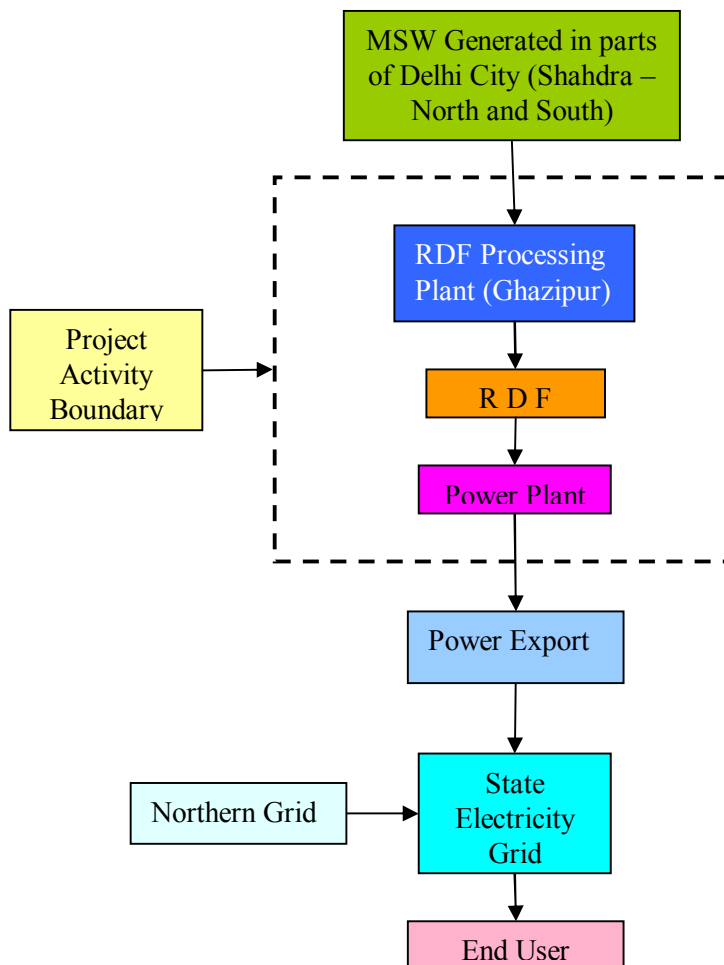 MSW Generated in parts
of Delhi City (Shahdra –
North and South)
RDF Processing
Plant (Ghazipur)
Project
Activity
Boundary
R D F
Power Plant
Power Export
Northern Grid
State
Electricity
Grid
End User